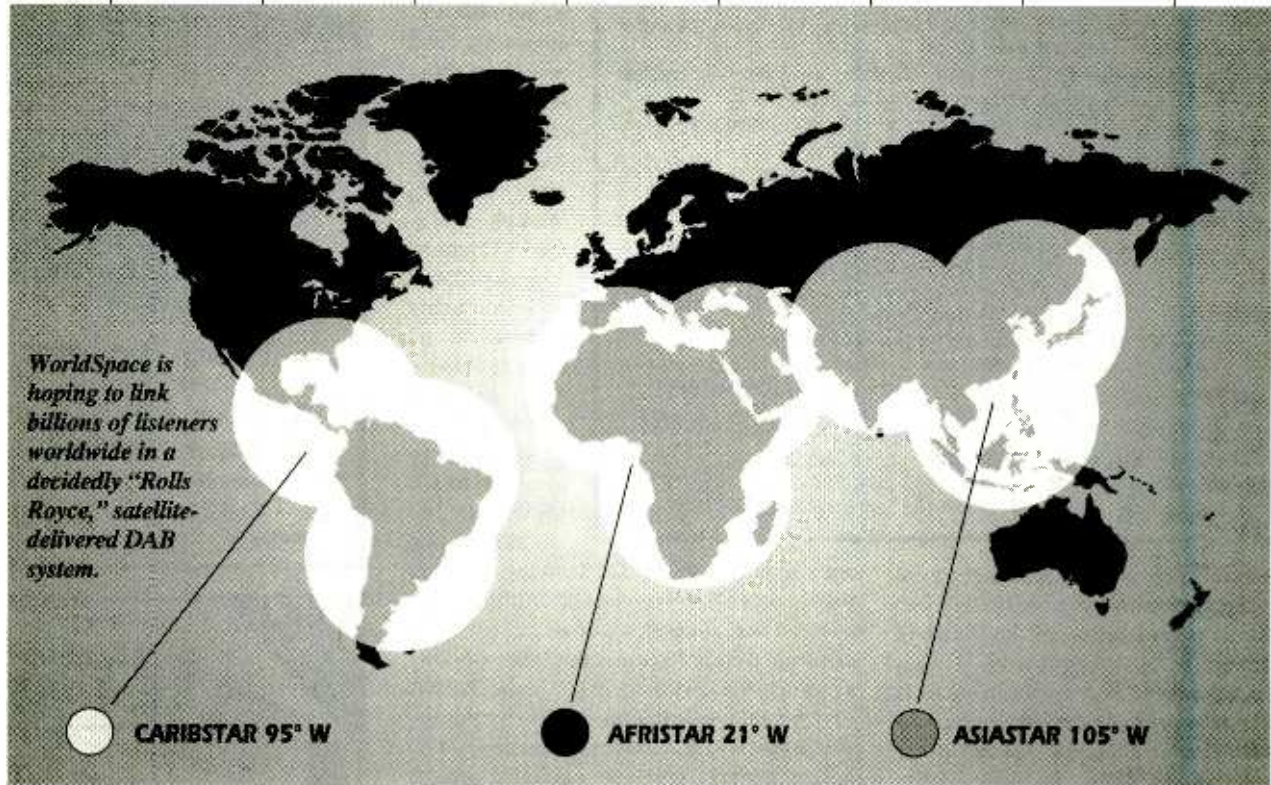 WorldSpace is
hoping to link
billions of listeners
worldwide in a
decidedly “Rolls
Royce,” satellite-
delivered DAB
system.
CARIBSTAR 95° W
AFRISTAR 21° W
ASIASTAR 105° W